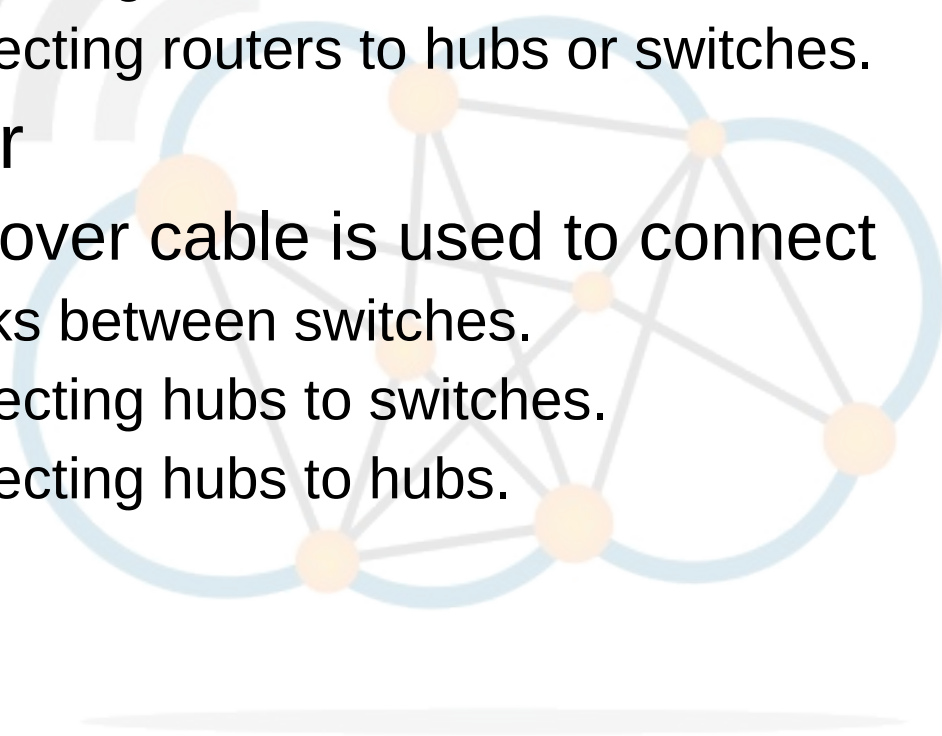 ecting routers to hubs or switches.
r
over cable is used to connect
ks between switches.
ecting hubs to switches.
ecting hubs to hubs.